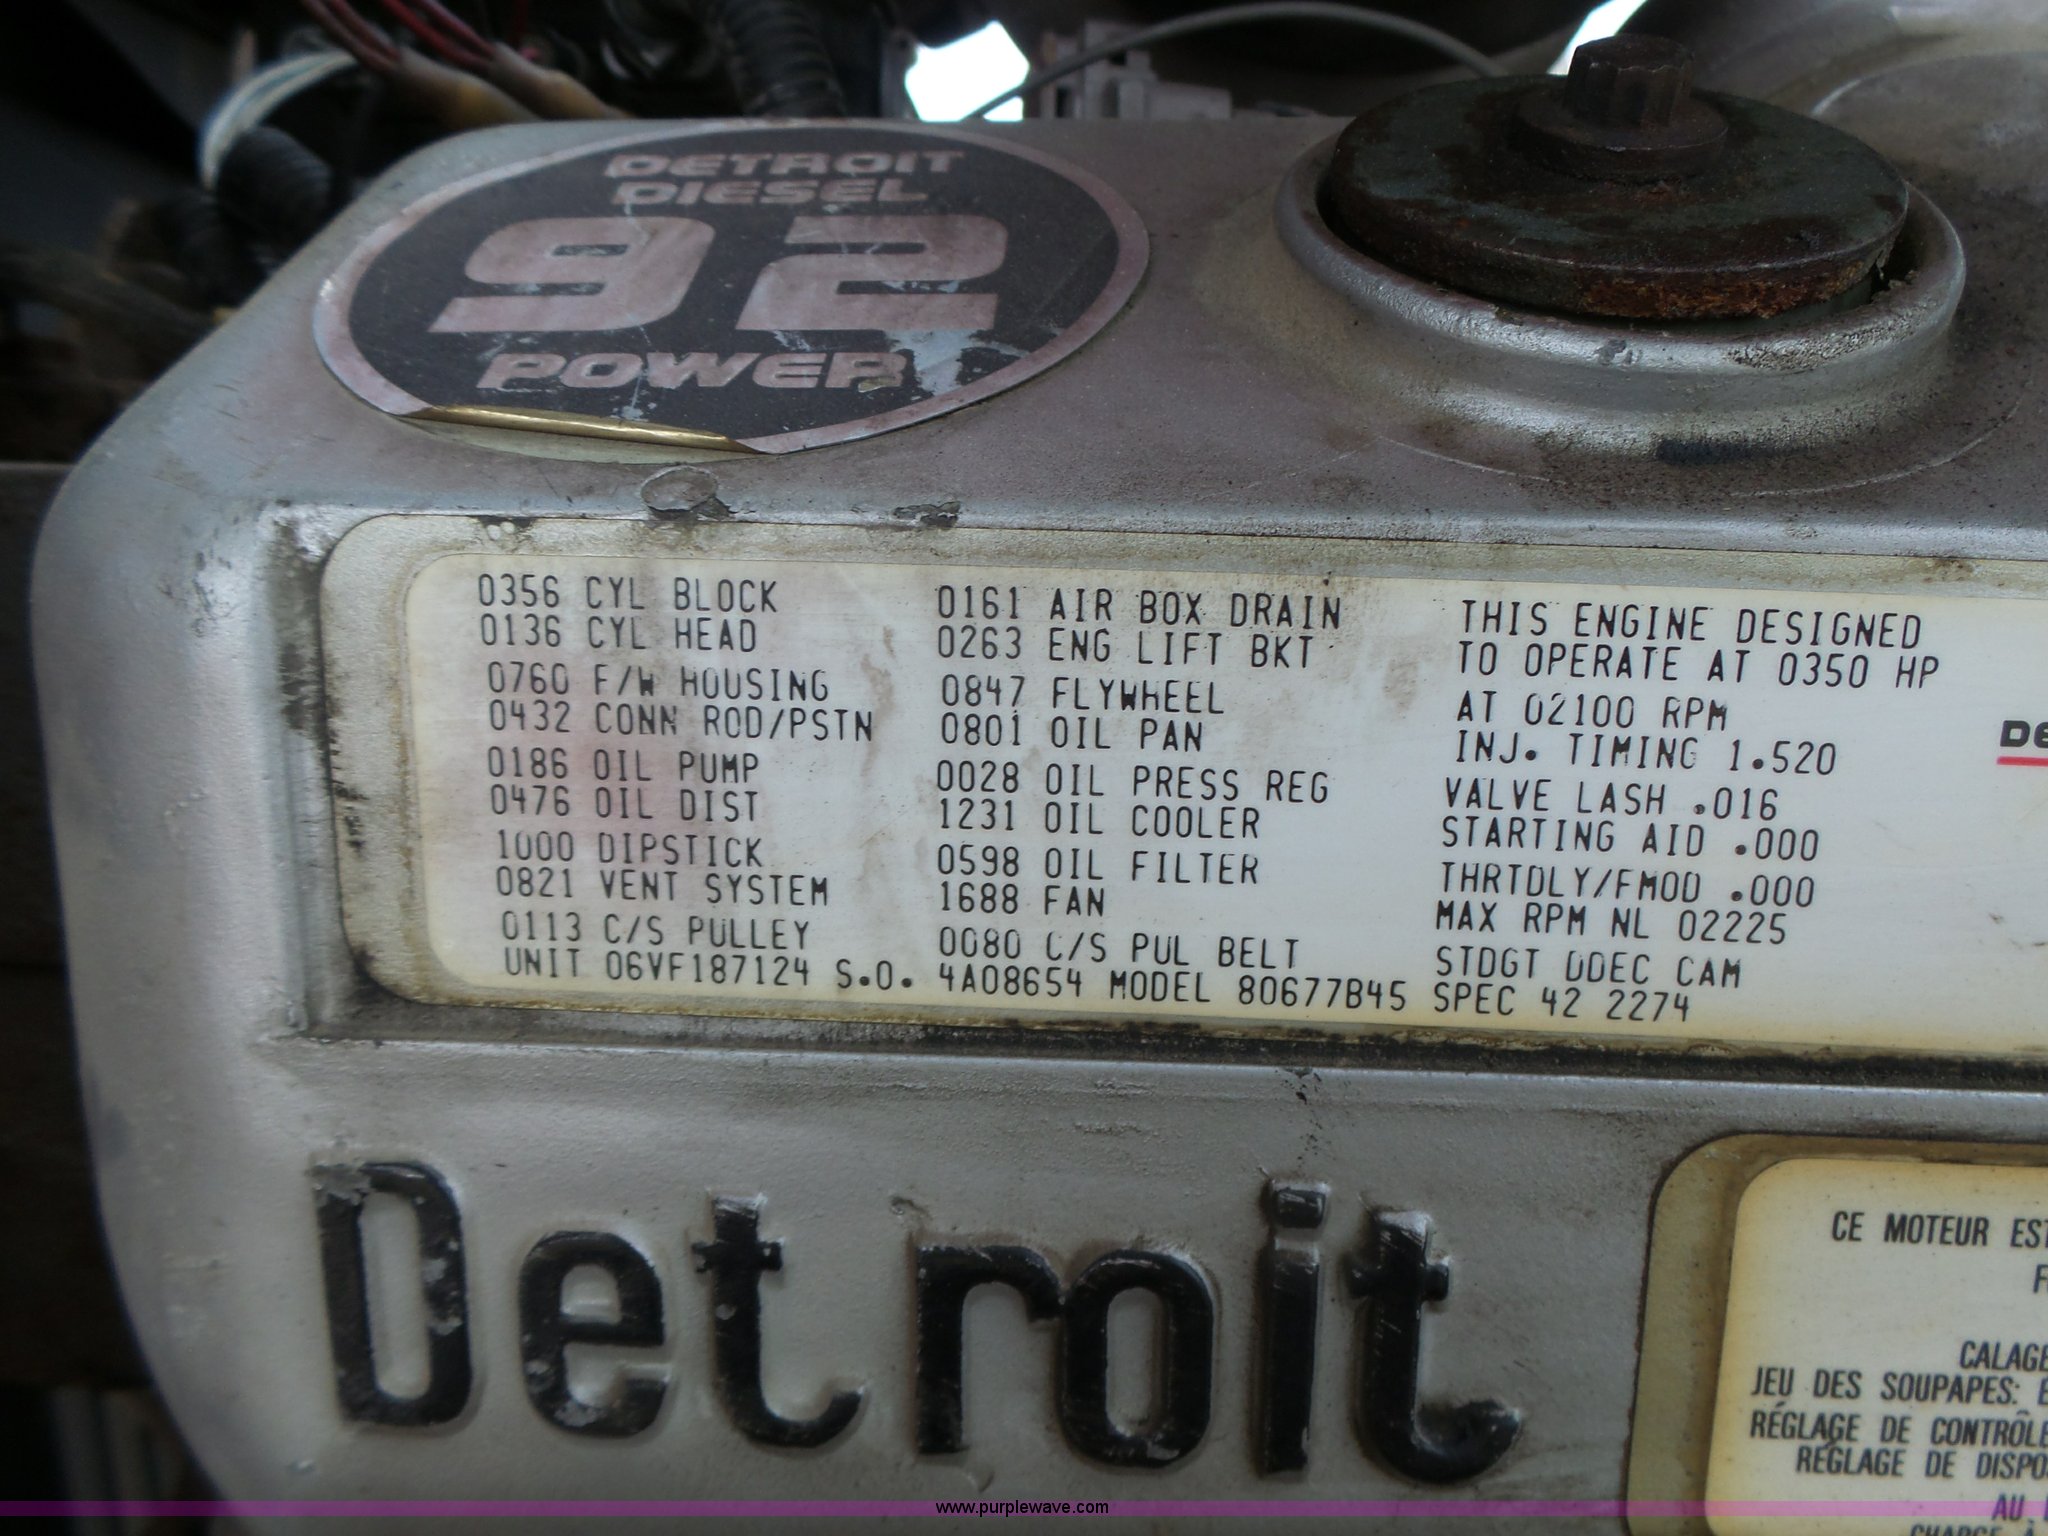 DETROIT
DIESEL
92
POWER
0356 CYL BLOCK
0136 CYL HEAD
0760 F/W HOUSING
0432 CONN ROD/PSTN
0186 OIL PUMP
0476 OIL DIST
1000 DIPSTICK
0821 VENT SYSTEM
0113 C/S PULLEY
0161 AIR BOX DRAIN
0263 ENG LIFT BKT
0847 FLYWHEEL
0801 OIL PAN
0028 OIL PRESS REG
1231 OIL COOLER
0598 OIL FILTER
1688 FAN
0080 C/S PUL BELT
THIS ENGINE DESIGNED
TO OPERATE AT 0350 HP
AT 02100 RPM
INJ. TIMING 1.520
VALVE LASH .016
STARTING AID .000
THRTDLY/FMOD .000
MAX RPM NL 02225
STDGT DDEC CAM
UNIT 06VF187124 S.O. 4A08654 MODEL 80677B45 SPEC 42 2274
Detroit
CE MOTEUR EST
CALAGE
JEU DES SOUPAPES:
RÉGLAGE DE CONTRÔLE
RÉGLAGE DE DISPO
AU
www.purplewave.com